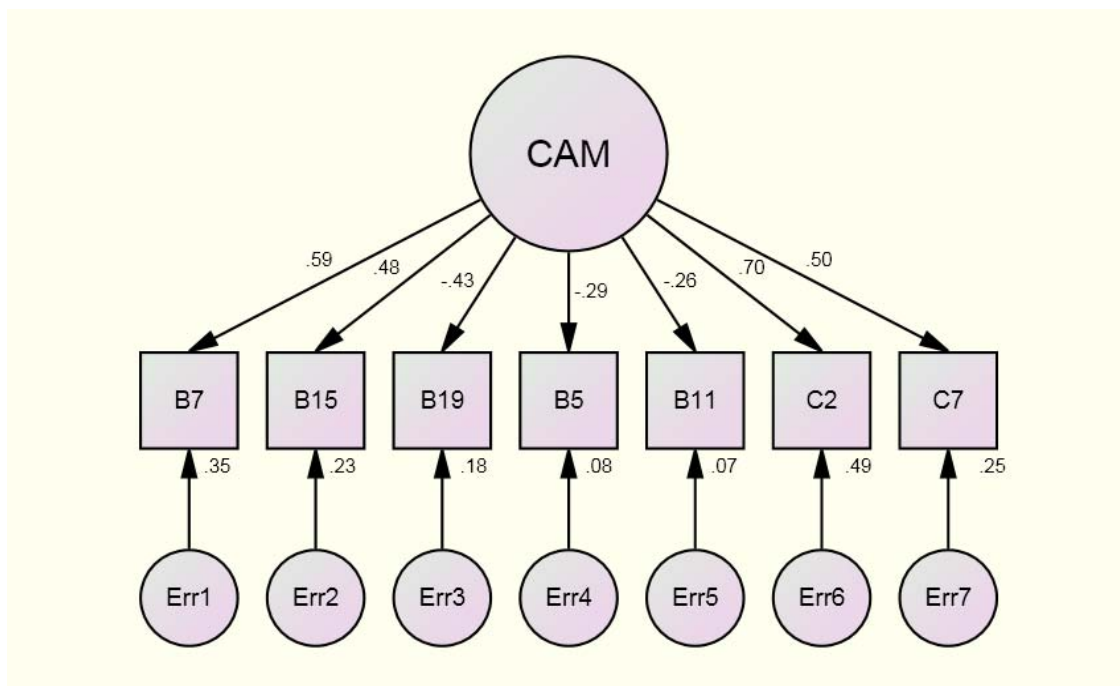 CAM
.59
.48
-.43
-.29
-.26
.70
.50
B7
B15
B19
B5
B11
C2
C7
.35
.23
.18
.08
.07
.49
.25
Err1
Err2
Err3
Err4
Err5
Err6
Err7